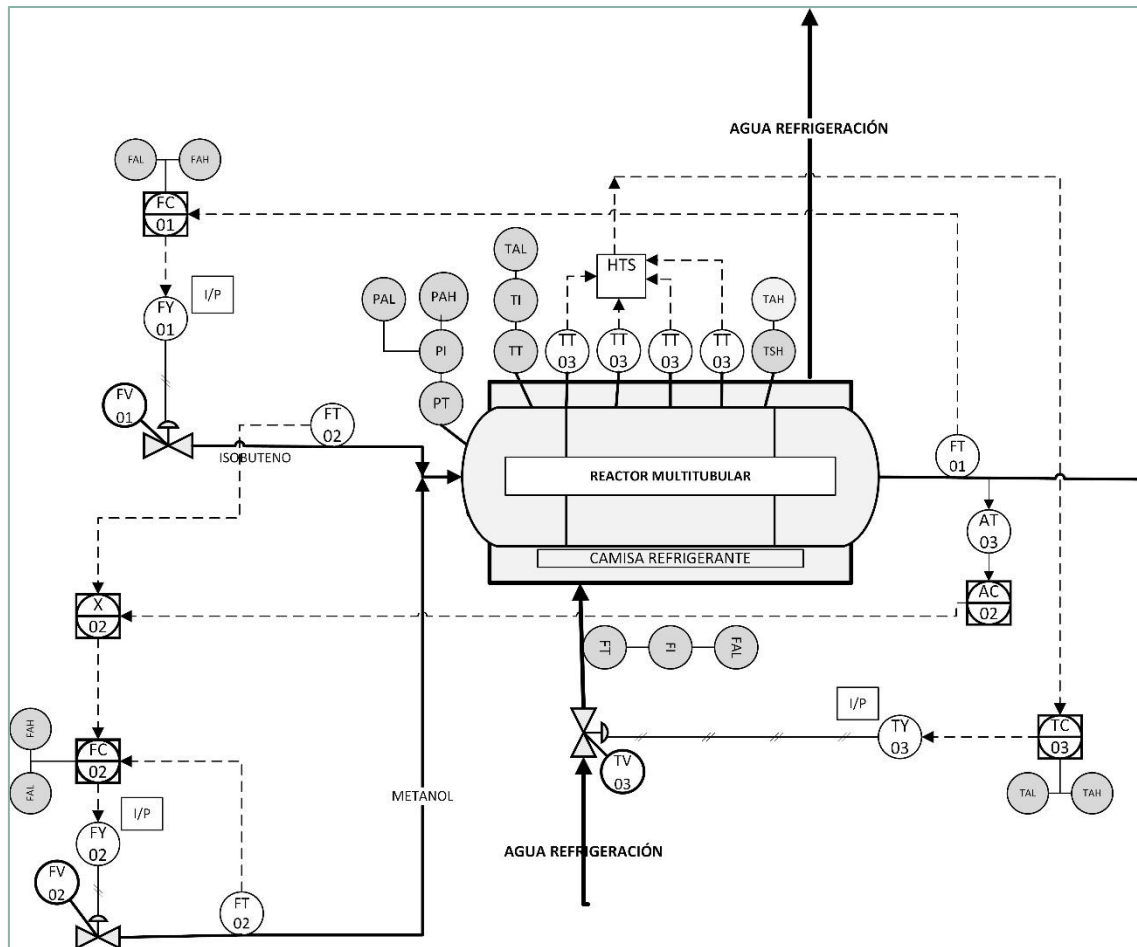 AGUA REFRIGERACIÓN
FAL
FAH
FC
01
I/P
FY
01
FV
01
ISOBUTENO
FT
02
PAL
PAH
PI
PT
TAL
TI
TT
HTS
TT
03
TT
03
TT
03
TT
03
TAH
TSH
REACTOR MULTITUBULAR
CAMISA REFRIGERANTE
FT
01
AT
03
AC
02
X
02
FT
FI
FAL
I/P
TY
03
TC
03
TAL
TAH
TV
03
AGUA REFRIGERACIÓN
METANOL
FAH
FAL
FC
02
I/P
FY
02
FV
02
FT
02